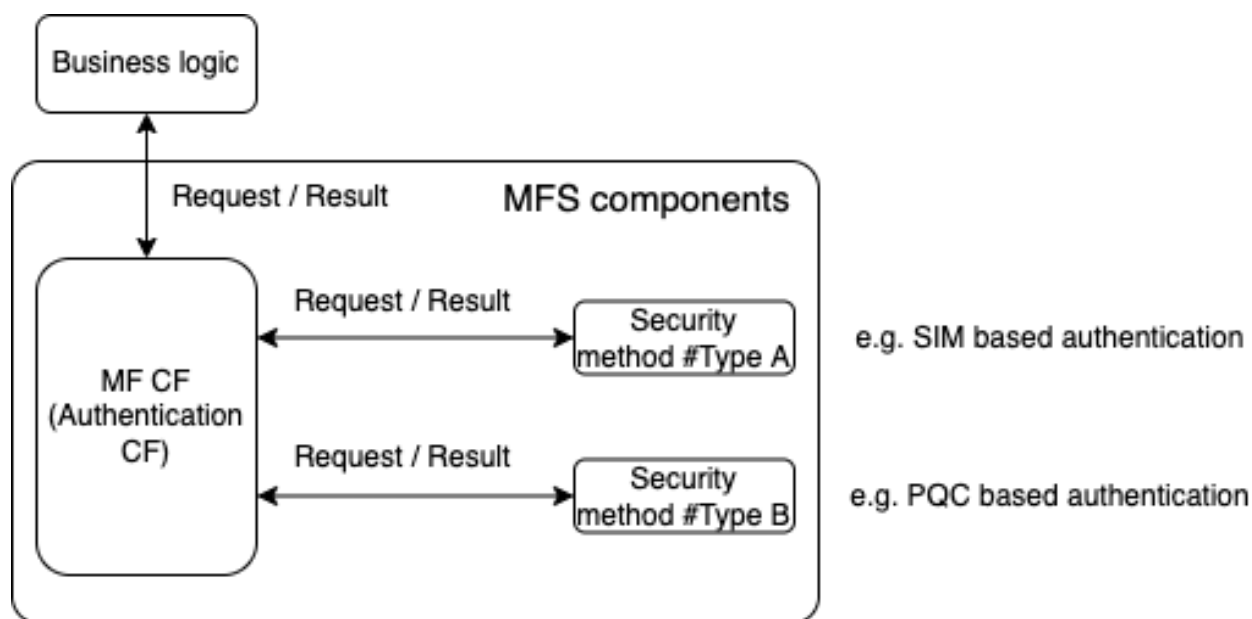 Business logic
Request / Result
MFS components
Request / Result
Security
method #Type A
e.g. SIM based authentication
MF CF
(Authentication
CF)
Request / Result
Security
method #Type B
e.g. PQC based authentication